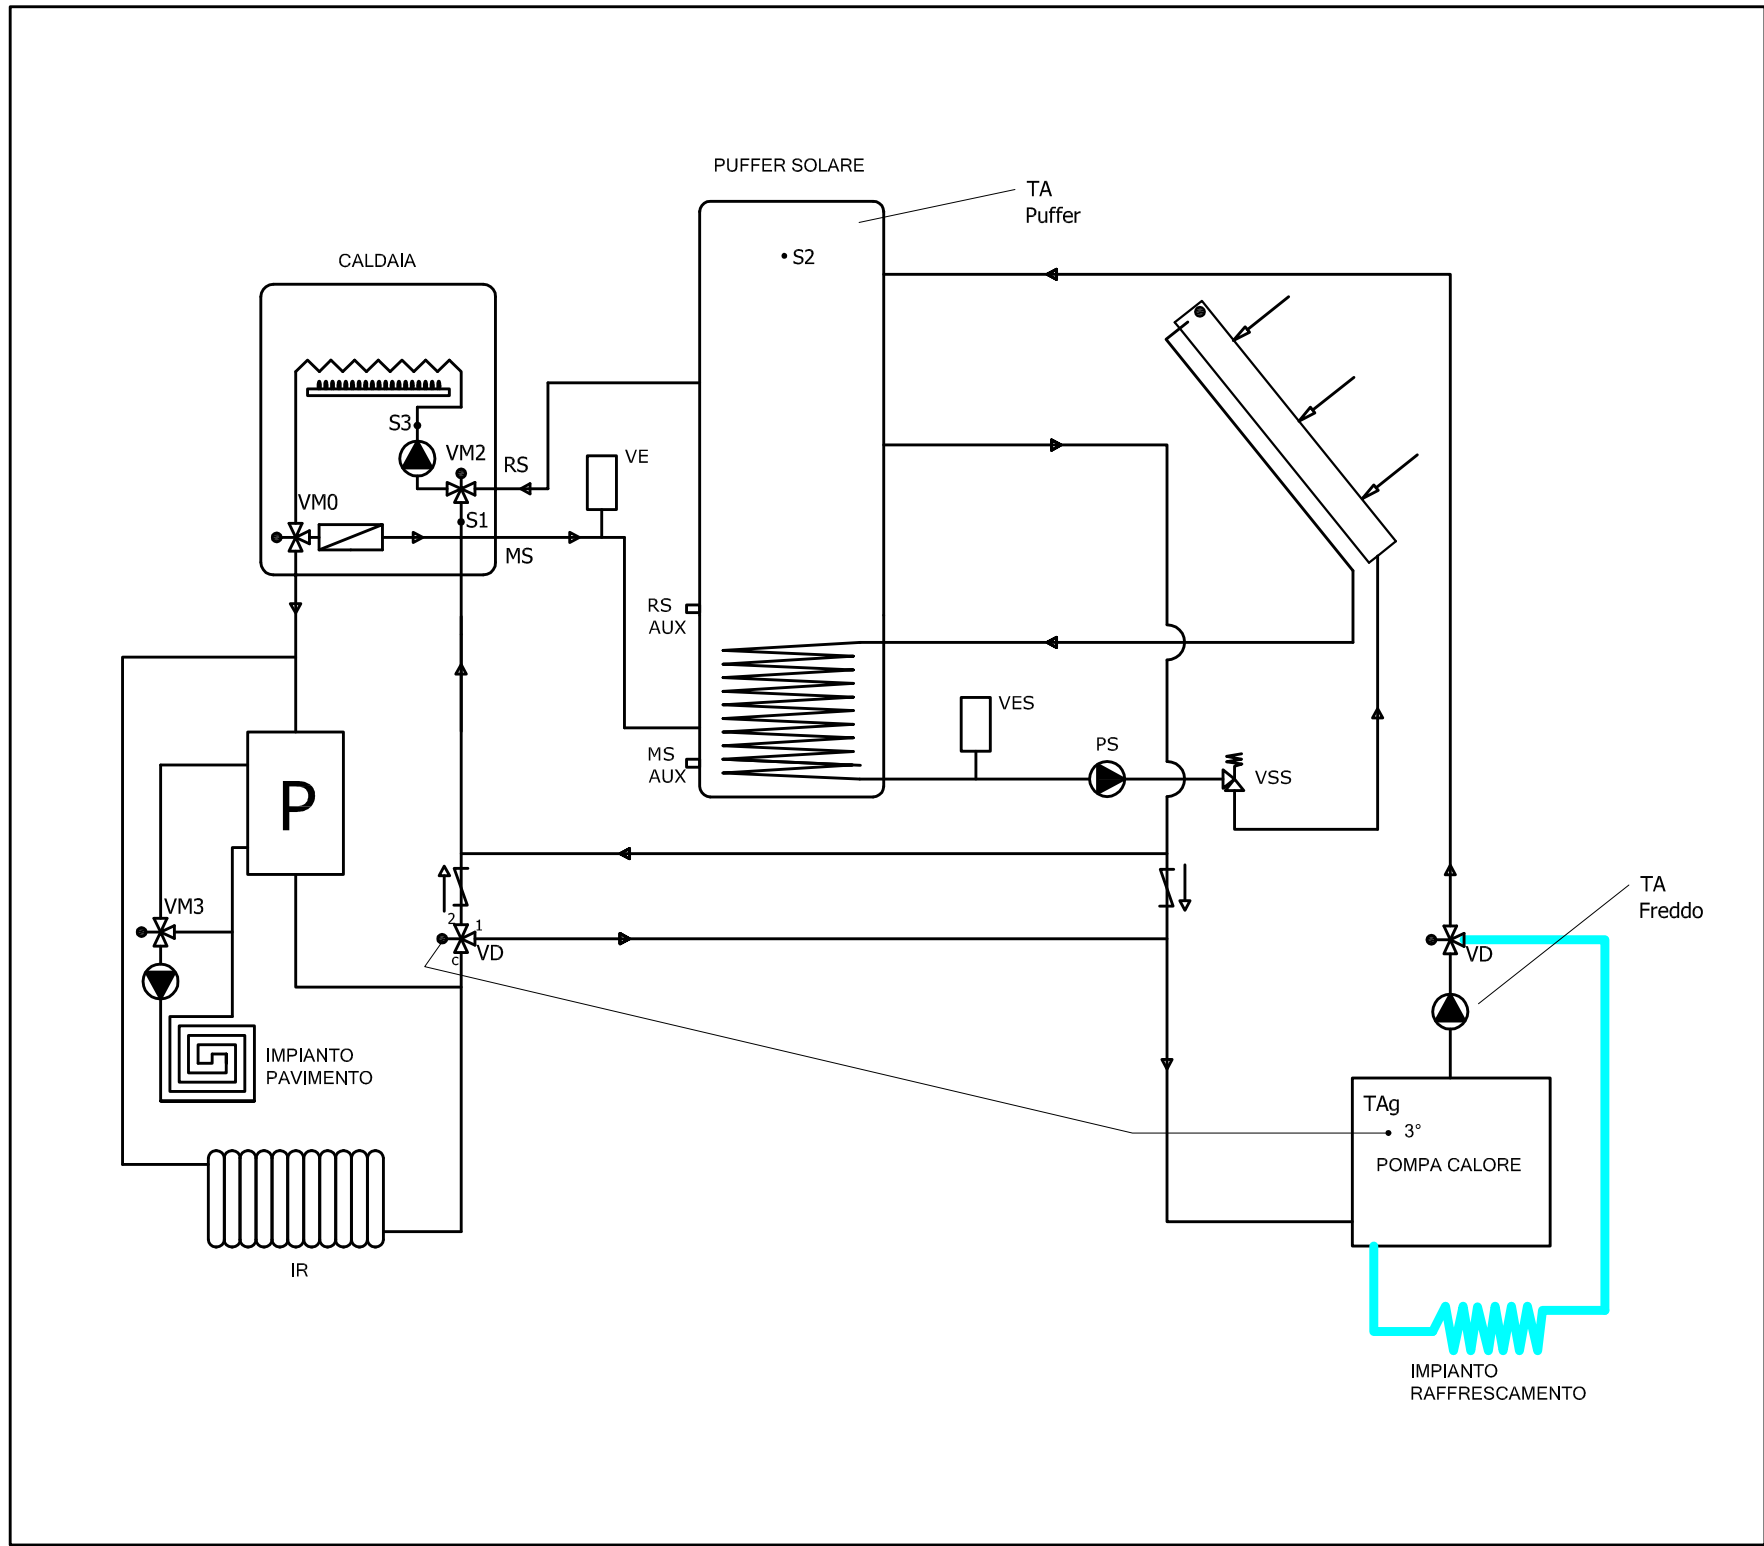 PUFFER SOLARE
TA
Puffer
S2
CALDAIA
S3
VM2
RS
VE
VM0
S1
MS
RS
AUX
VES
MS
AUX
PS
VSS
P
VM3
2
1
VD
c
TA
Freddo
VD
IMPIANTO
PAVIMENTO
TAg
3°
POMPA CALORE
IR
IMPIANTO
RAFFRESCAMENTO